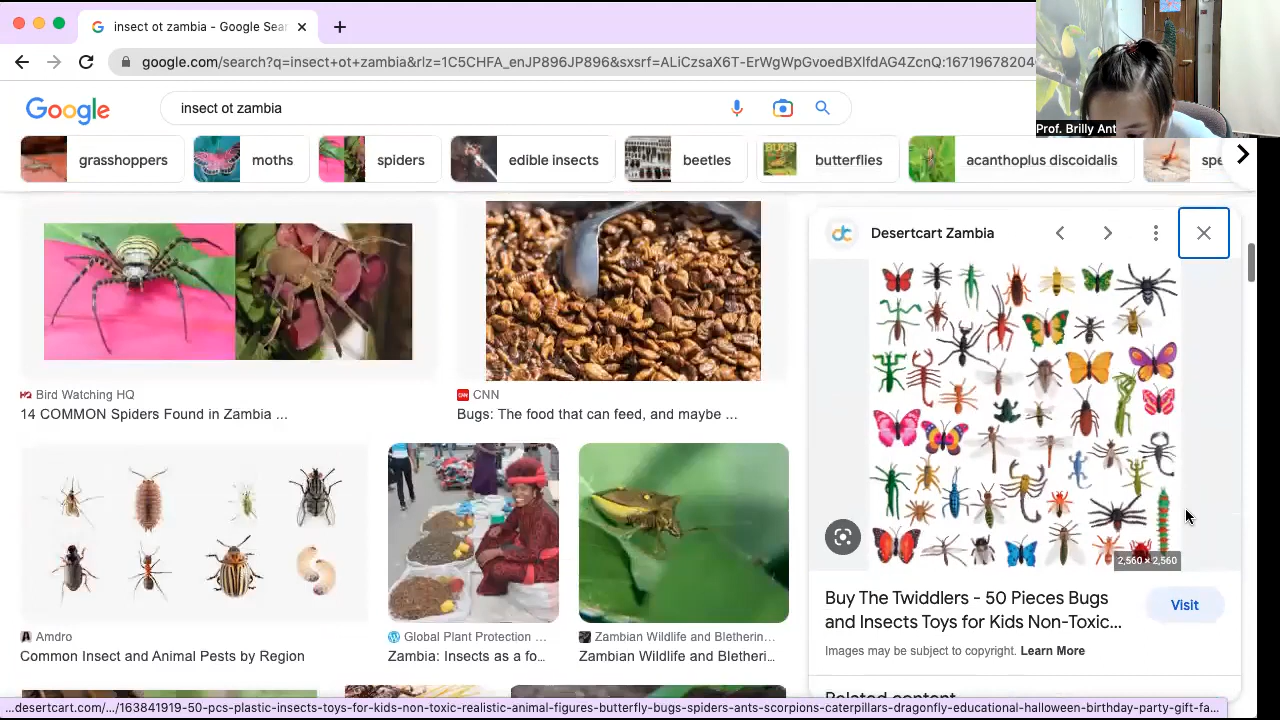 insect ot zambia - Google Sear
google.com/search?q=insect+ot+zambia&rlz=1C5CHFA_enJP896JP896&sxsrf=ALiCzsaX6T-ErWgWpGvoedBXlfdAG4ZcnQ:16719678204
Prof. Brilly Ant
Google
insect ot zambia
grasshoppers
moths
spiders
edible insects
BUGS
beetles
butterflies
acanthoplus discoidalis
spe
Desertcart Zambia
Bird Watching HQ
14 COMMON Spiders Found in Zambia ...
CNN
Bugs: The food that can feed, and maybe ...
2,560 × 2,560
Buy The Twiddlers - 50 Pieces Bugs
and Insects Toys for Kids Non-Toxic...
Visit
Images may be subject to copyright. Learn More
Amdro
Common Insect and Animal Pests by Region
Global Plant Protection ...
Zambia: Insects as a fo...
Zambian Wildlife and Bletherin...
Zambian Wildlife and Bletheri...
Related content
...desertcart.com/.../163841919-50-pcs-plastic-insects-toys-for-kids-non-toxic-realistic-animal-figures-butterfly-bugs-spiders-ants-scorpions-caterpillars-dragonfly-educational-halloween-birthday-party-gift-fa...